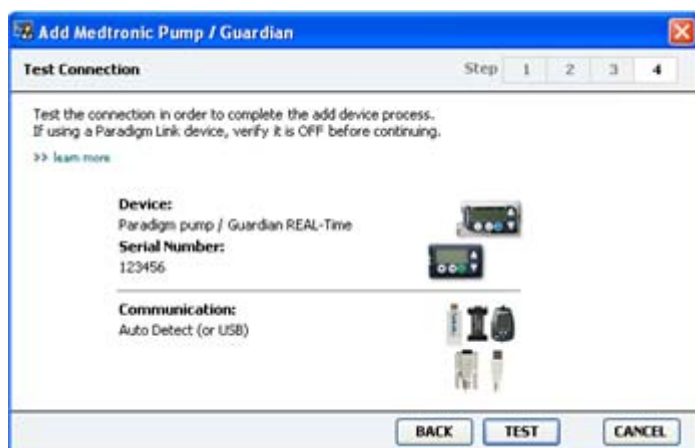 Add Medtronic Pump / Guardian
Test Connection
Step 1 2 3 4
Test the connection in order to complete the add device process.
If using a Paradigm Link device, verify it is OFF before continuing.
>> learn more
Device:
Paradigm pump / Guardian REAL-Time
Serial Number:
123456
Communication:
Auto Detect (or USB)
BACK TEST CANCEL